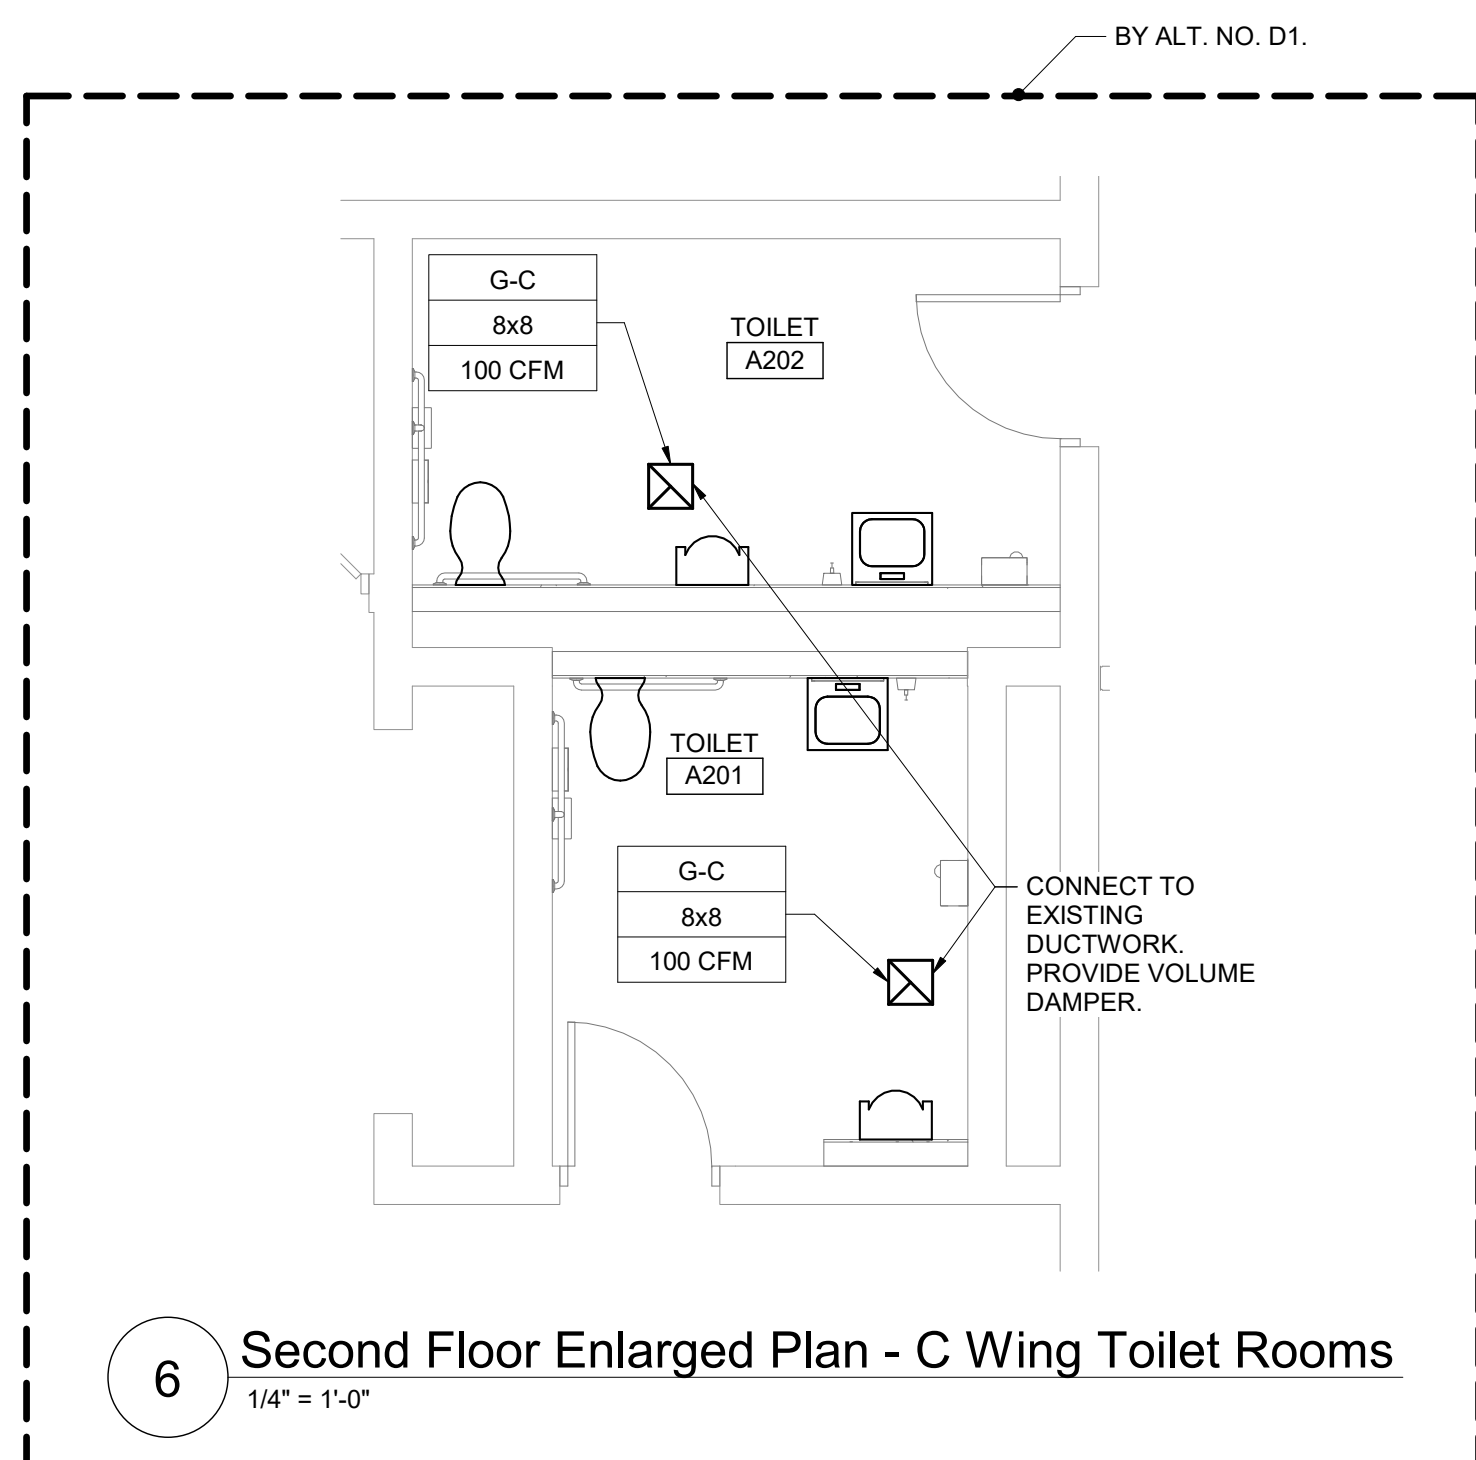 BY ALT. NO. D1.
G-C
8x8
100 CFM
TOILET
A202
TOILET
A201
G-C
8x8
100 CFM
CONNECT TO
EXISTING
DUCTWORK.
PROVIDE VOLUME
DAMPER.
6
Second Floor Enlarged Plan - C Wing Toilet Rooms
1/4" = 1'-0"